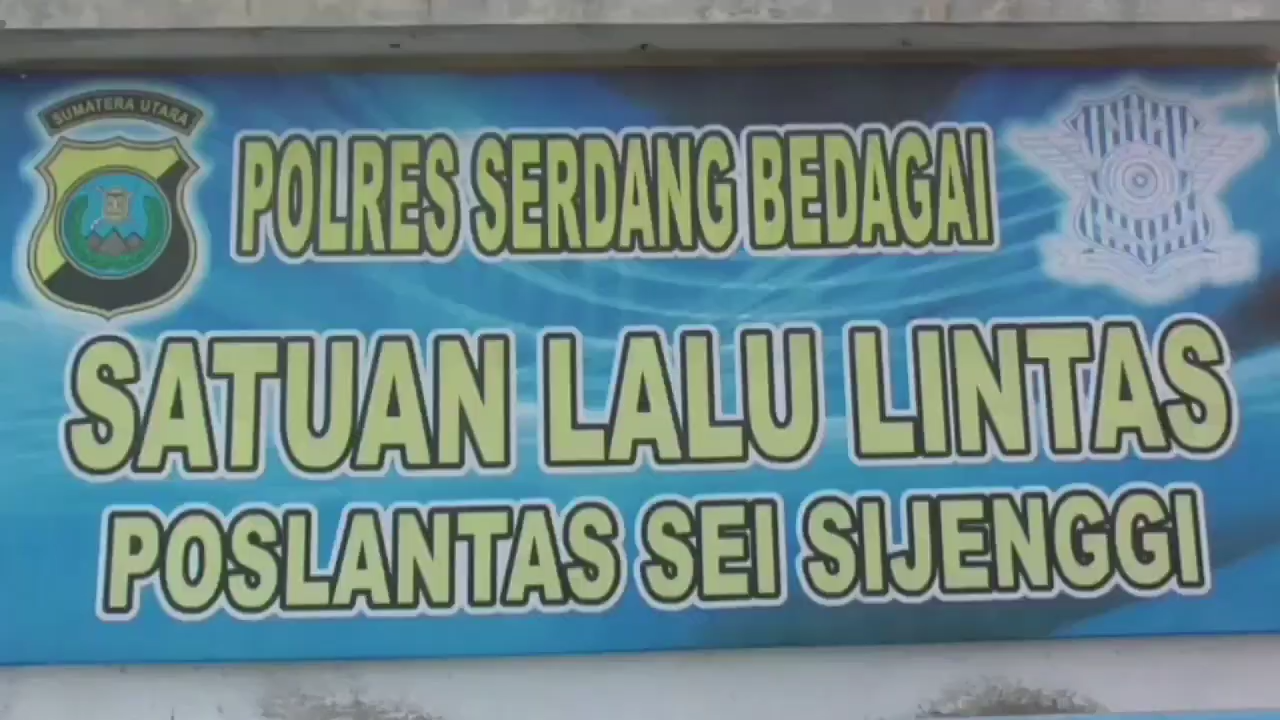 SUMATERA UTARA
POLRES SERDANG BEDAGAI
SATUAN LALU LINTAS
POSLANTAS SEI SIJENGGI